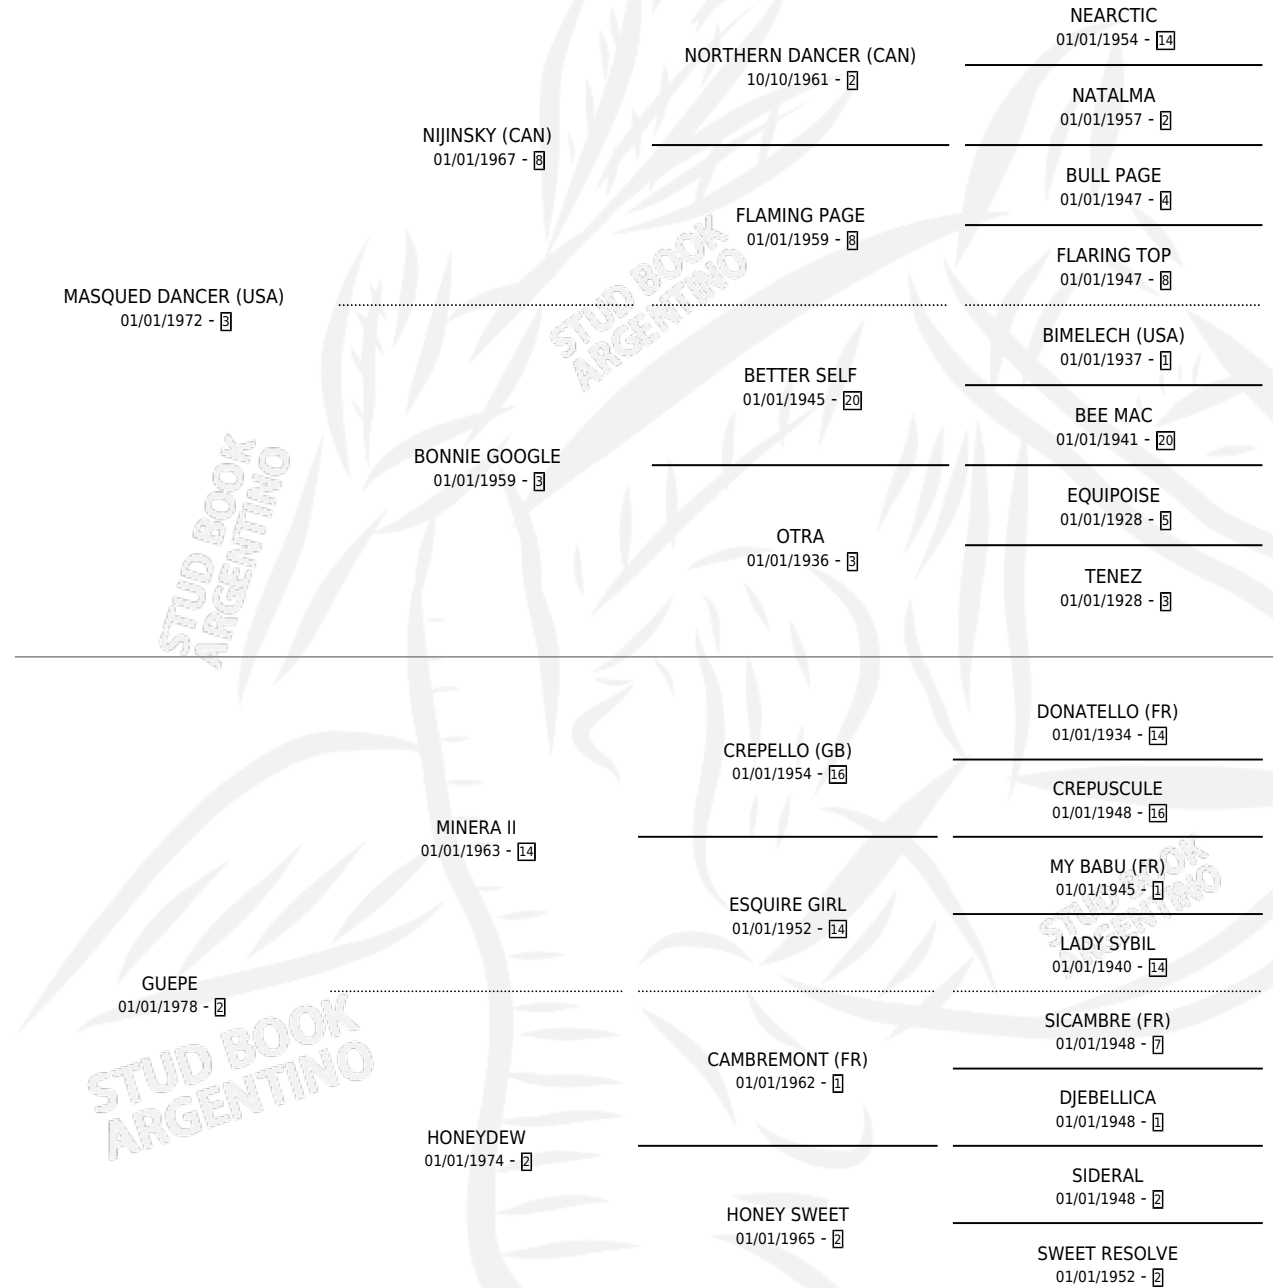 NEARCTIC
01/01/1954 - 14
NORTHERN DANCER (CAN)
10/10/1961 - 2
NATALMA
01/01/1957 - 2
NIJINSKY (CAN)
01/01/1967 - 8
BULL PAGE
01/01/1947 - 4
FLAMING PAGE
01/01/1959 - 8
FLARING TOP
01/01/1947 - 8
MASQUED DANCER (USA)
01/01/1972 - 3
BIMELECH (USA)
01/01/1937 - 1
BETTER SELF
01/01/1945 - 20
BEE MAC
01/01/1941 - 20
BONNIE GOOGLE
01/01/1959 - 3
EQUIPOISE
01/01/1928 - 5
OTRA
01/01/1936 - 3
TENEZ
01/01/1928 - 3
DONATELLO (FR)
01/01/1934 - 14
CREPELLO (GB)
01/01/1954 - 16
CREPUSCULE
01/01/1948 - 16
MINERA II
01/01/1963 - 14
MY BABU (FR)
01/01/1945 - 1
ESQUIRE GIRL
01/01/1952 - 14
LADY SYBIL
01/01/1940 - 14
GUEPE
01/01/1978 - 2
SICAMBRE (FR)
01/01/1948 - 7
CAMBREMONT (FR)
01/01/1962 - 1
DJEBELLICA
01/01/1948 - 1
HONEYDEW
01/01/1974 - 2
SIDERAL
01/01/1948 - 2
HONEY SWEET
01/01/1965 - 2
SWEET RESOLVE
01/01/1952 - 2
STUD BOOK
ARGENTINO
STUD BOOK
ARGENTINO
STUD BOOK
ARGENTINO
STUD BOOK
ARGENTINO